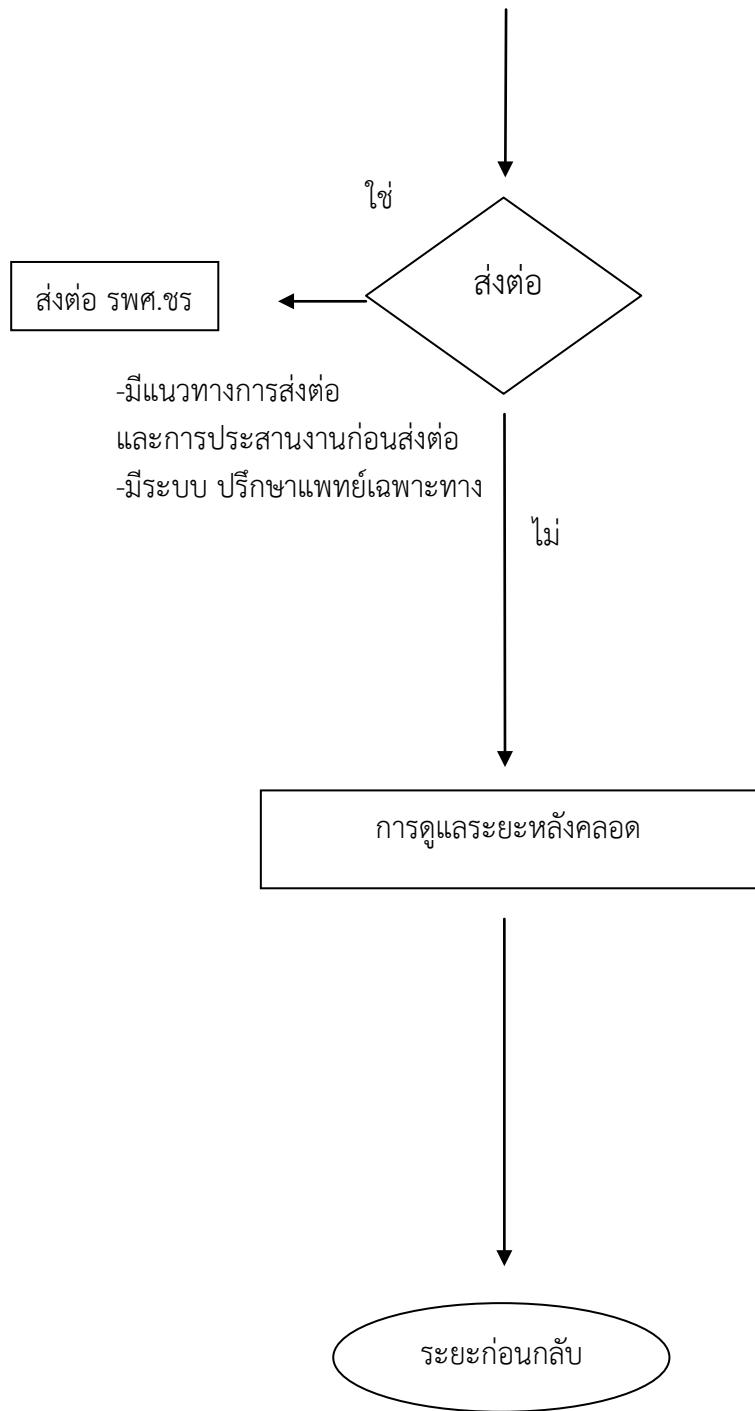 ใช่
ส่งต่อ
ส่งต่อ รพศ.ชร
-มีแนวทางการส่งต่อ
และการประสานงานก่อนส่งต่อ
-มีระบบ ปรึกษาแพทย์เฉพาะทาง
ไม่
การดูแลระยะหลังคลอด
ระยะก่อนกลับ